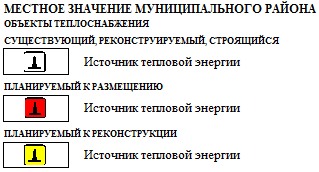 МЕСТНОЕ ЗНАЧЕНИЕ МУНИЦИПАЛЬНОГО РАЙОНА
ОБЪЕКТЫ ТЕПЛОСНАБЖЕНИЯ
СУЩЕСТВУЮЩИЙ, РЕКОНСТРУИРУЕМЫЙ, СТРОЯЩИЙСЯ
Источник тепловой энергии
ПЛАНИРУЕМЫЙ К РАЗМЕЩЕНИЮ
Источник тепловой энергии
ПЛАНИРУЕМЫЙ К РЕКОНСТРУКЦИИ
Источник тепловой энергии